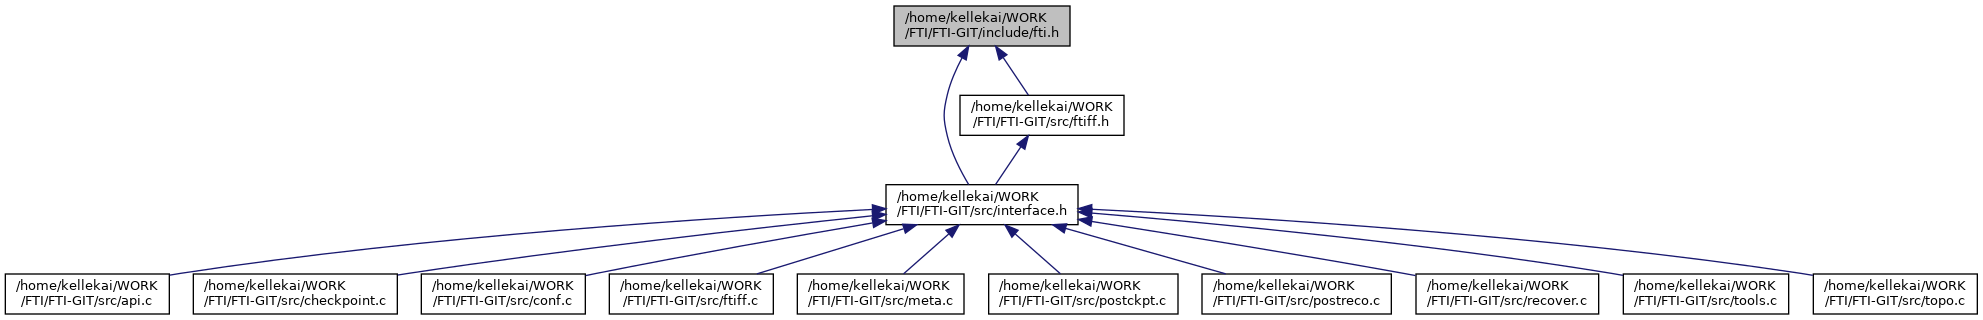 /home/kellekai/WORK
/FTI/FTI-GIT/include/fti.h
/home/kellekai/WORK
/FTI/FTI-GIT/src/ftiff.h
/home/kellekai/WORK
/FTI/FTI-GIT/src/interface.h
/home/kellekai/WORK
/FTI/FTI-GIT/src/api.c
/home/kellekai/WORK
/FTI/FTI-GIT/src/checkpoint.c
/home/kellekai/WORK
/FTI/FTI-GIT/src/conf.c
/home/kellekai/WORK
/FTI/FTI-GIT/src/ftiff.c
/home/kellekai/WORK
/FTI/FTI-GIT/src/meta.c
/home/kellekai/WORK
/FTI/FTI-GIT/src/postckpt.c
/home/kellekai/WORK
/FTI/FTI-GIT/src/postreco.c
/home/kellekai/WORK
/FTI/FTI-GIT/src/recover.c
/home/kellekai/WORK
/FTI/FTI-GIT/src/tools.c
/home/kellekai/WORK
/FTI/FTI-GIT/src/topo.c